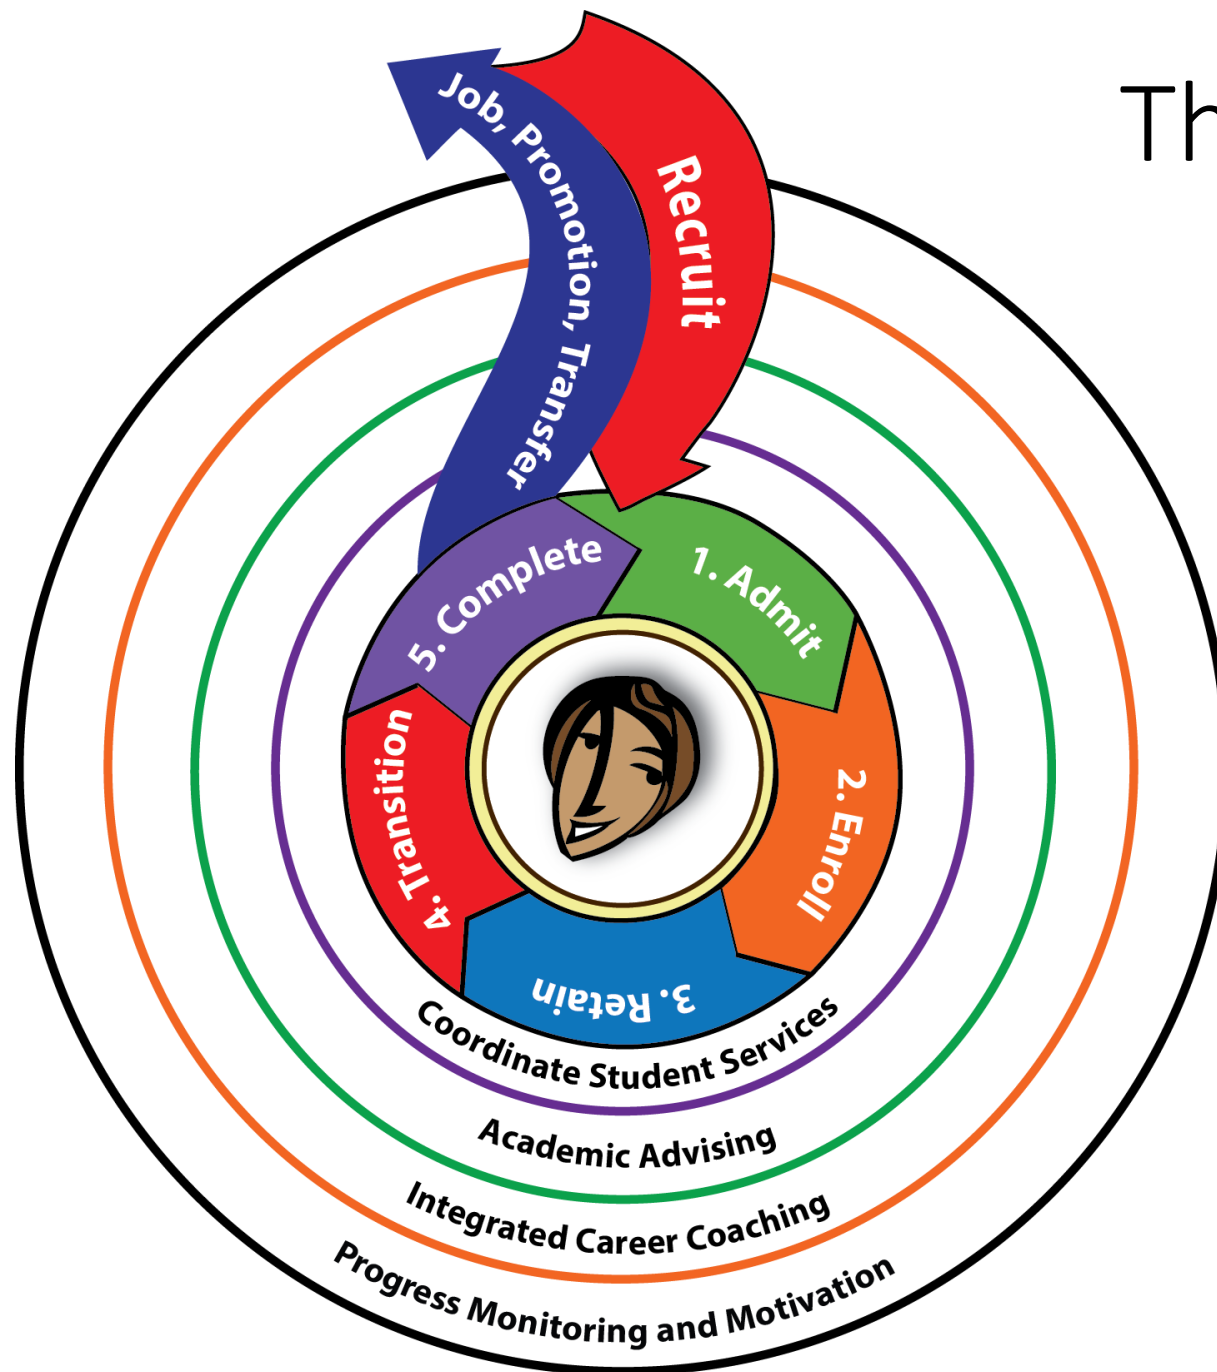 Th
Job, Promotion, Transfer
Recruit
1. Admit
2. Enroll
3. Retain
4. Transition
5. Complete
Coordinate Student Services
Academic Advising
Integrated Career Coaching
Progress Monitoring and Motivation